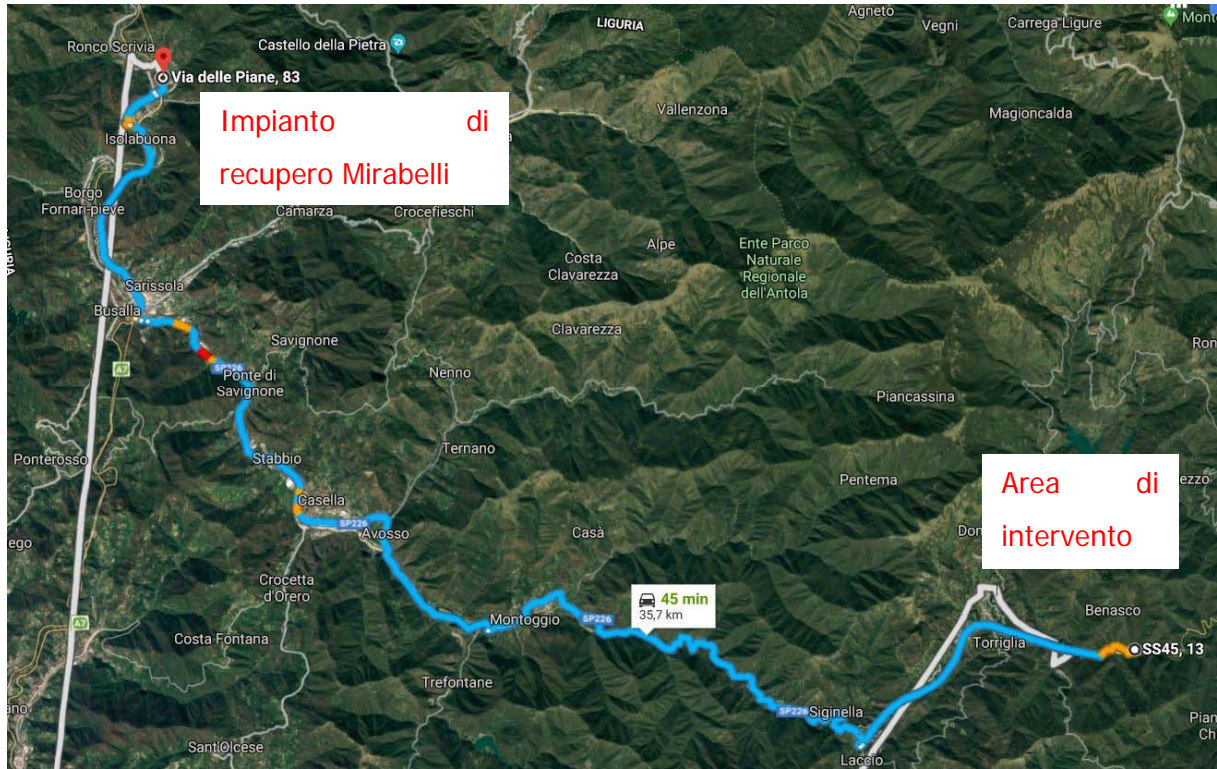 LIGURIA
Agneto
Vegni
Carrega Ligure
Ronco Scrivia
Castello della Pietra
Via delle Piane, 83
Impianto di
recupero Mirabelli
Vallenzona
Magioncalda
Isolabuona
Borgo
Fornari-pieve
Camarza
Crocefieschi
Alpe
Ente Parco
Naturale
Regionale
dell'Antola
Costa
Clavarezza
Sarissola
Busalla
Clavarezza
Savignone
A7
SP226
Ponte di
Savignone
Nenno
Piancassina
Ternano
Ponterosso
Stabbio
Pentema
Area di
intervento
Casella
SP226
Avosso
Casà
Crocetta
d'Orero
45 min
35,7 km
Benasco
A7
Costa Fontana
Montoggio
SP226
Torriglia
SS45, 13
Trefontane
SP226
Siginella
Sant'Olcese
Laccio